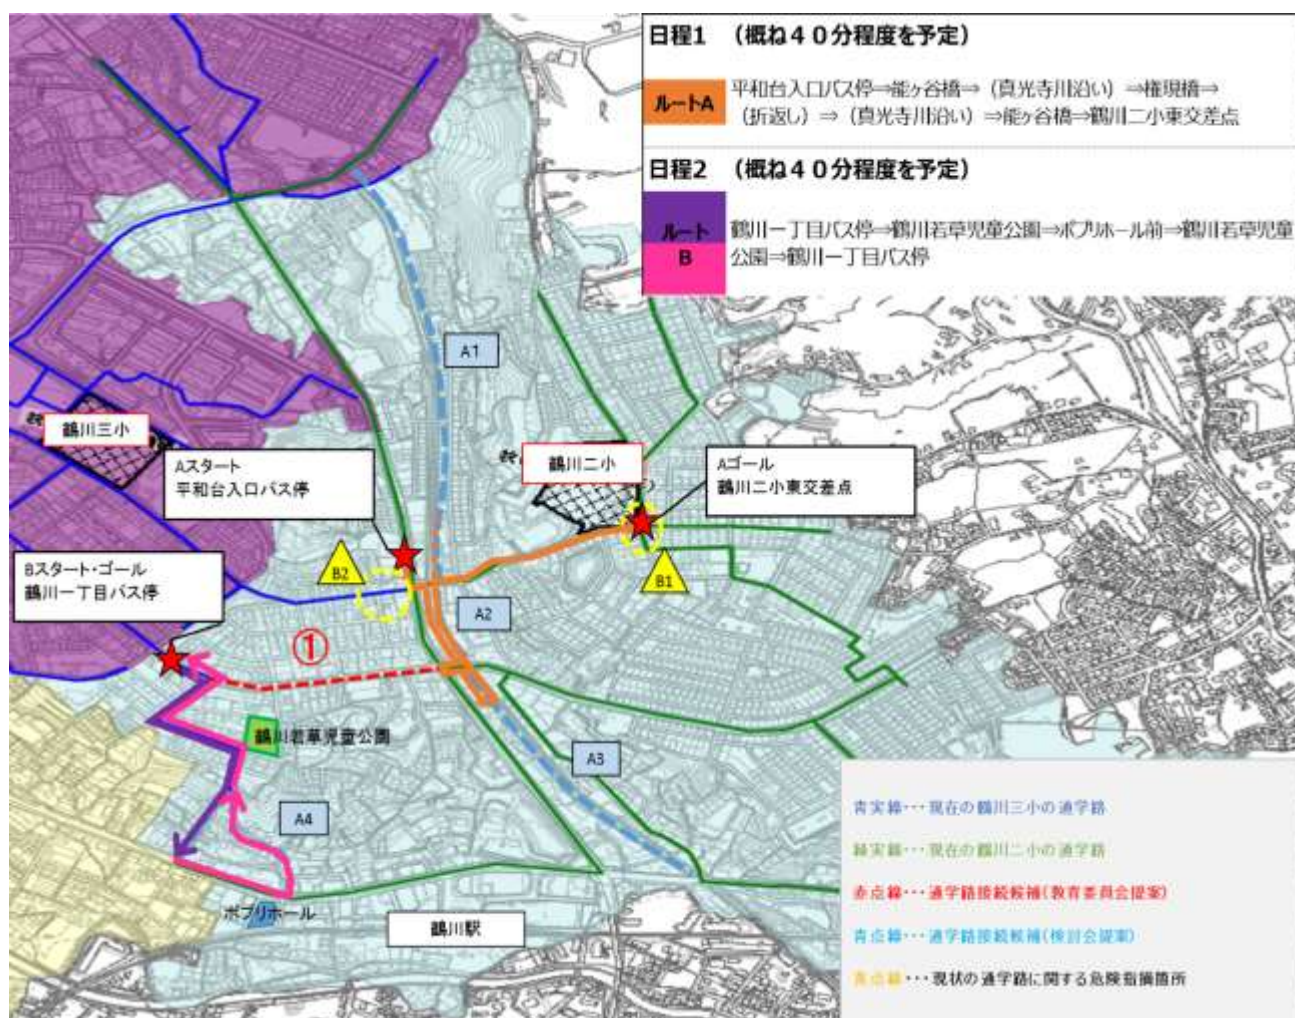 日程1 (概ね40分程度を予定)
ルートA
平和台入口バス停⇒能ヶ谷橋⇒(真光寺川沿い)⇒権現橋⇒
(折返し)⇒(真光寺川沿い)⇒能ヶ谷橋⇒鶴川二小東交差点
日程2 (概ね40分程度を予定)
ルート
B
鶴川一丁目バス停⇒鶴川若草児童公園⇒ポプリホール前⇒鶴川若草児童
公園⇒鶴川一丁目バス停
A1
鶴川三小
Aスタート
平和台入口バス停
鶴川二小
Aゴール
鶴川二小東交差点
Bスタート・ゴール
鶴川一丁目バス停
B2
B1
A2
①
鶴川若草児童公園
A3
A4
ポプリホール
鶴川駅
青実線・・・現在の鶴川三小の通学路
緑実線・・・現在の鶴川二小の通学路
赤点線・・・通学路接続候補(教育委員会提案)
青点線・・・通学路接続候補(検討会提案)
黄点線・・・現状の通学路に関する危険指摘箇所